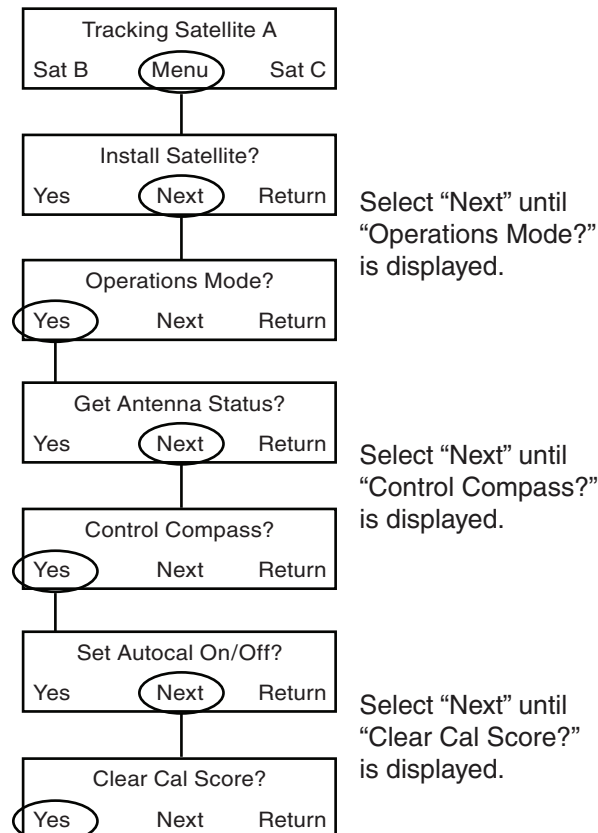 Tracking Satellite A
Sat B Menu Sat C
Install Satellite?
Yes Next Return
Select “Next” until
“Operations Mode?”
is displayed.
Operations Mode?
Yes Next Return
Get Antenna Status?
Yes Next Return
Select “Next” until
“Control Compass?”
is displayed.
Control Compass?
Yes Next Return
Set Autocal On/Off?
Yes Next Return
Select “Next” until
“Clear Cal Score?”
is displayed.
Clear Cal Score?
Yes Next Return